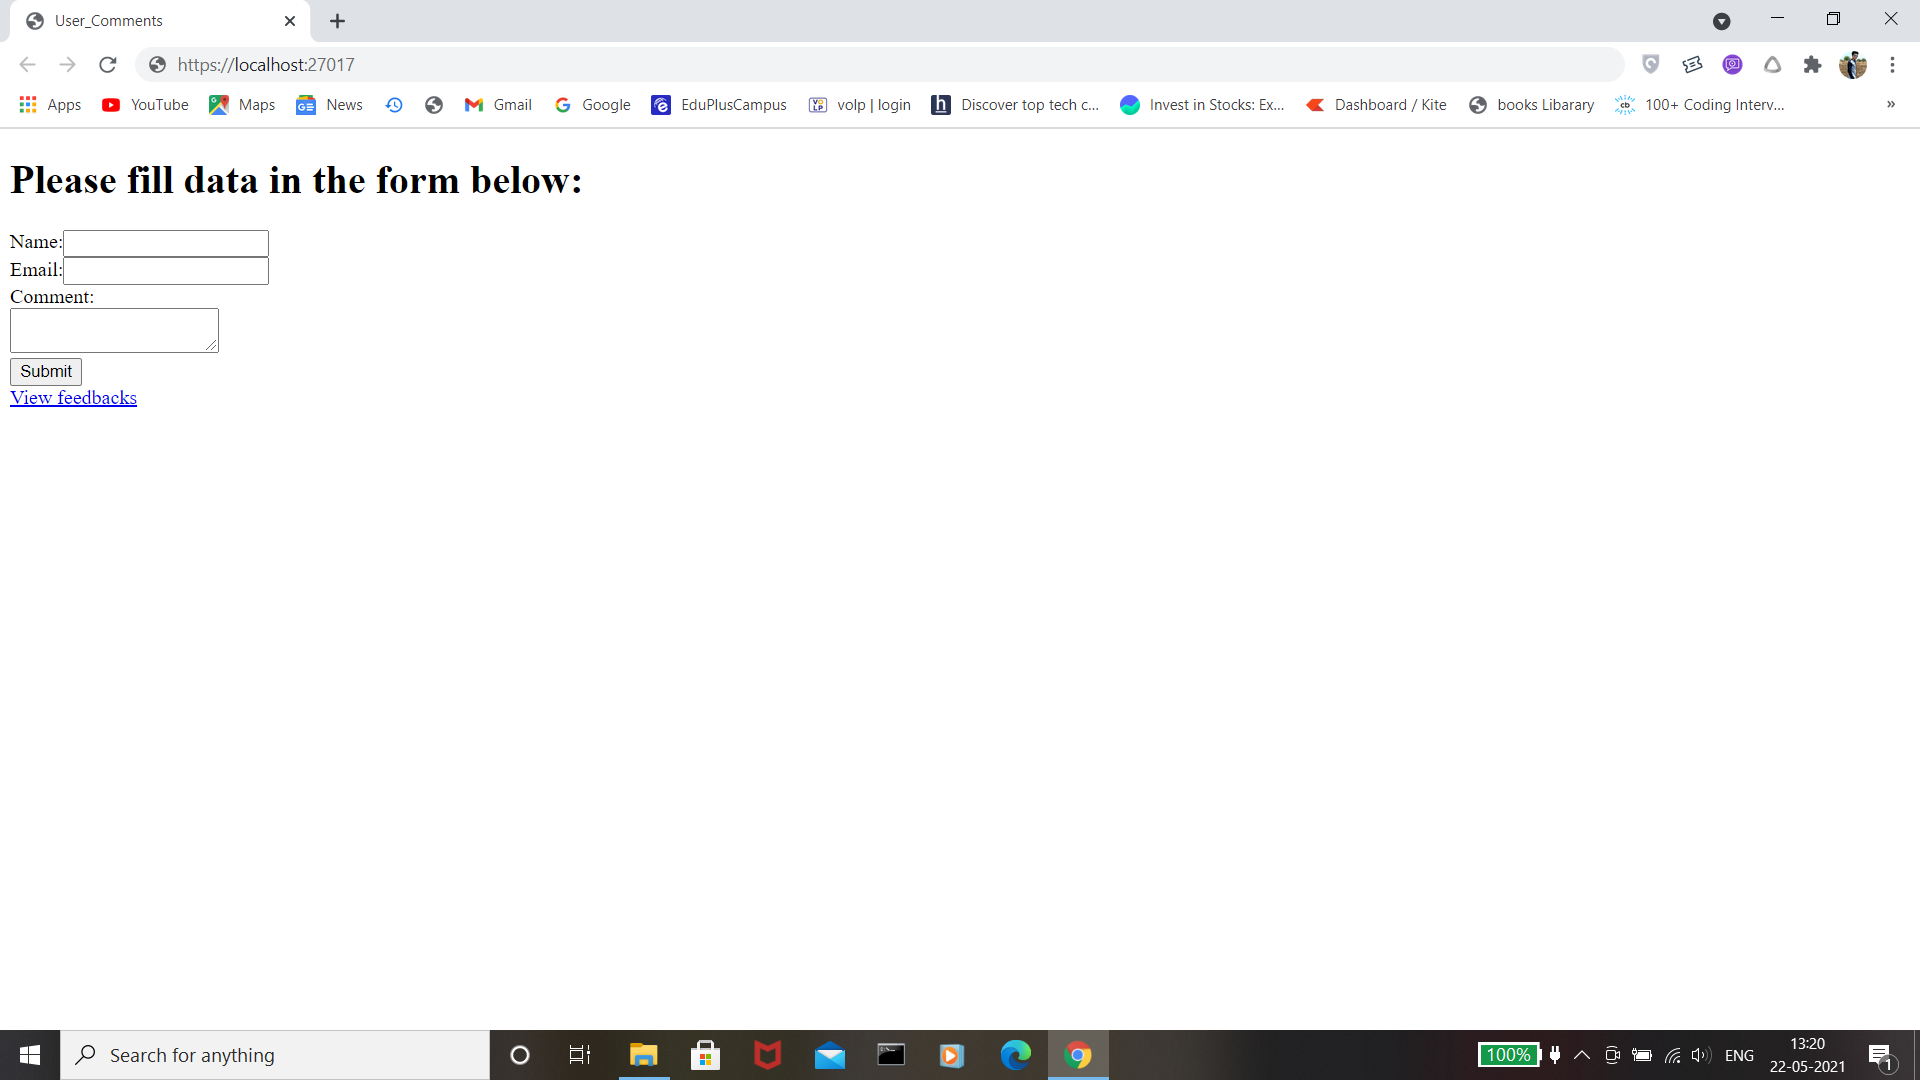 User_Comments
https://localhost:27017
Apps YouTube Maps News Gmail Google EduPlusCampus volp | login Discover top tech c... Invest in Stocks: Ex... Dashboard / Kite books Libarary 100+ Coding Interv... »
Please fill data in the form below:
Name:
Email:
Comment:
Submit
View feedbacks
Search for anything
100%
ENG
13:20
22-05-2021
1